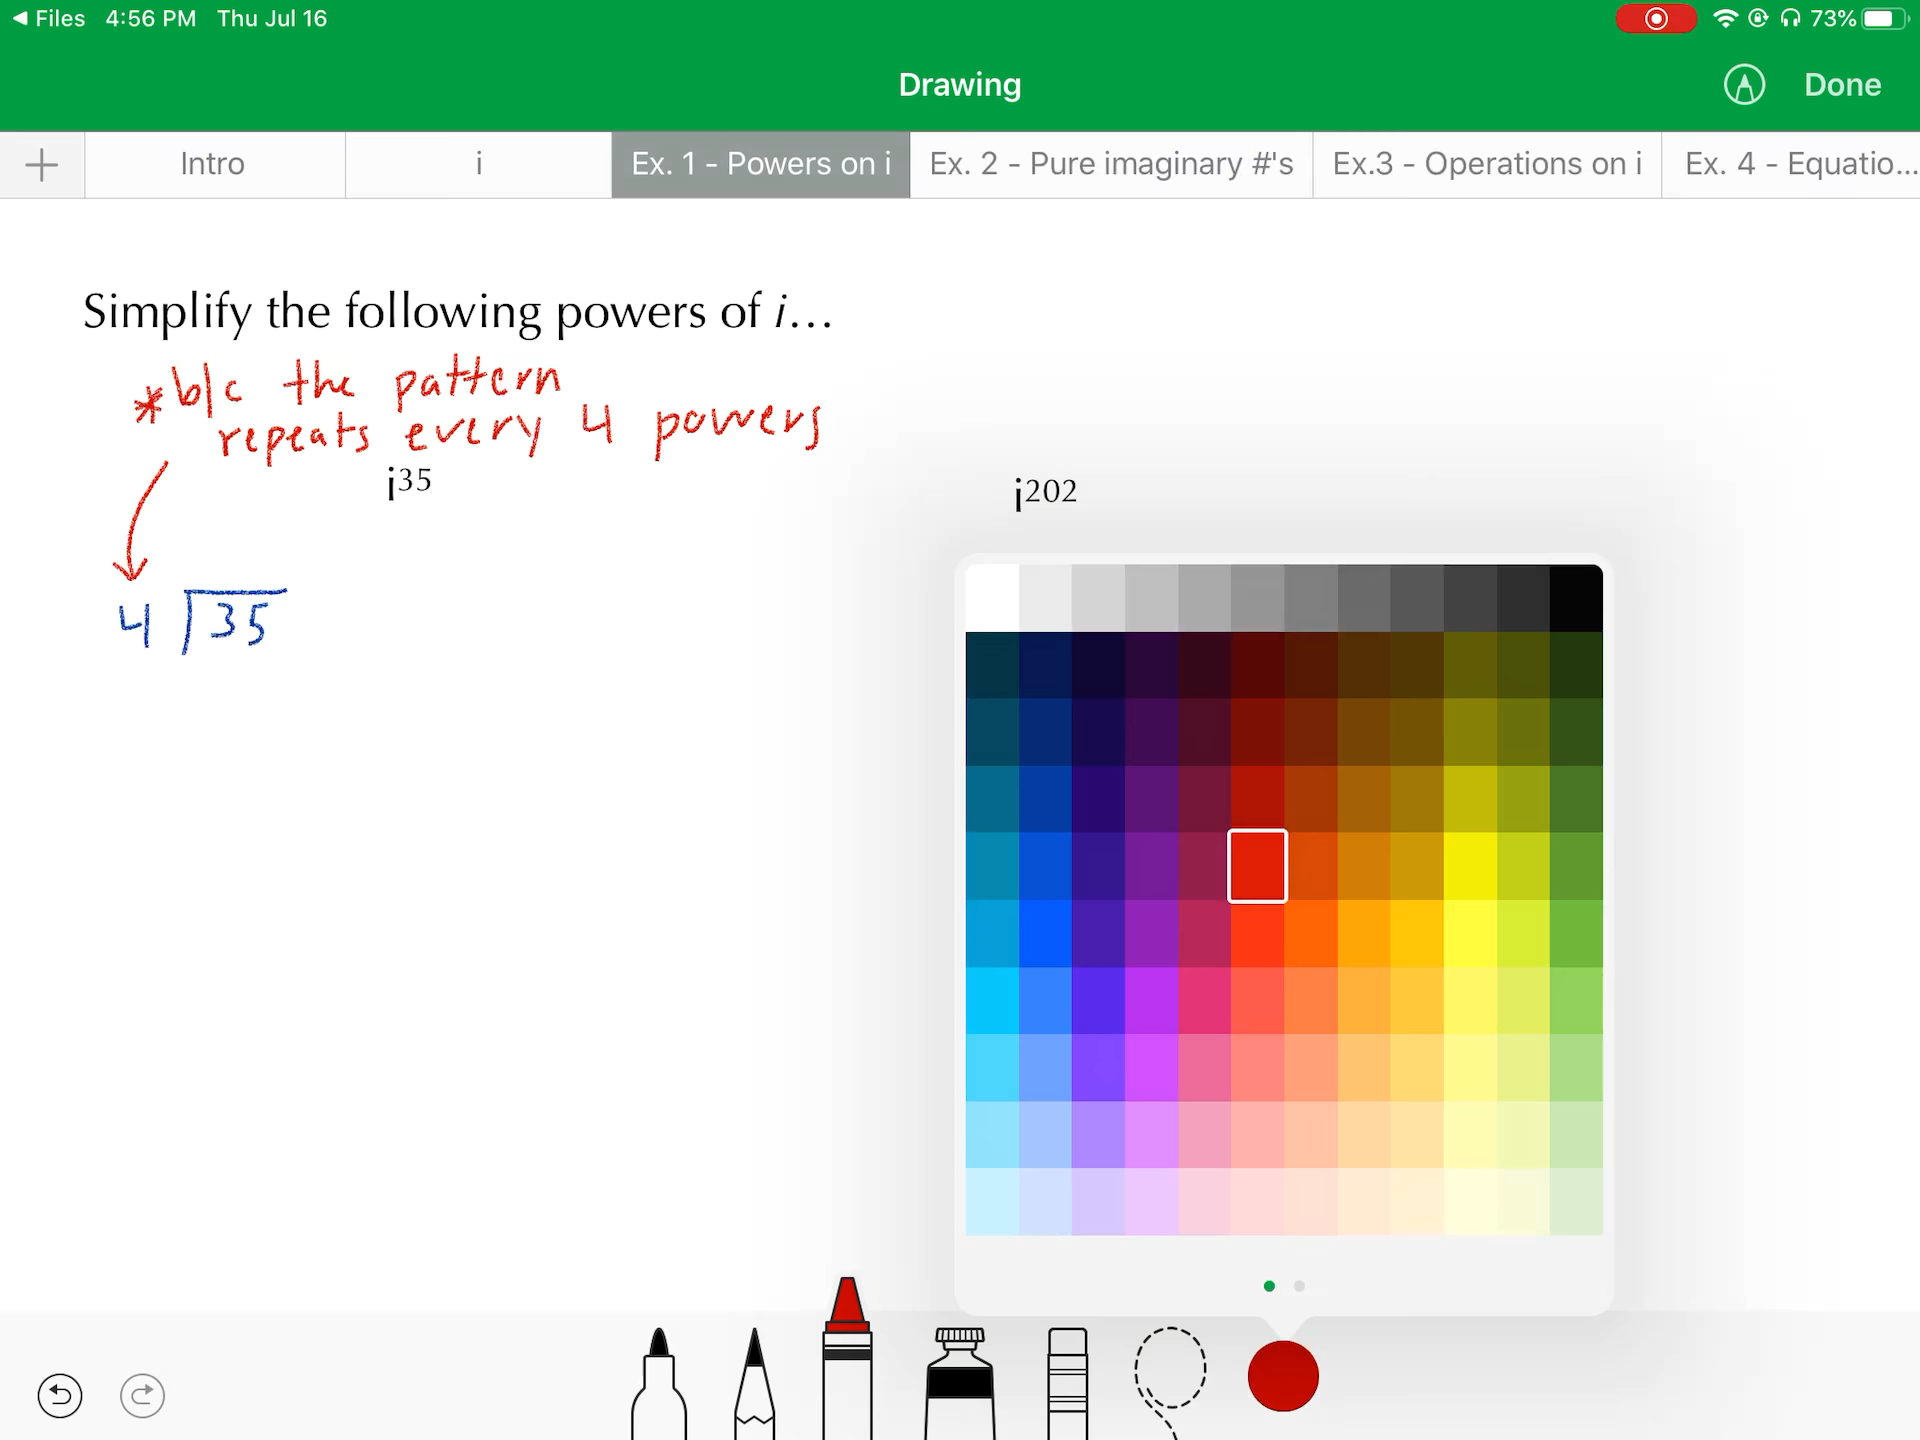 Files 4:56 PM Thu Jul 16 73%
Drawing
Done
Intro i Ex. 1 - Powers on i Ex. 2 - Pure imaginary #'s Ex.3 - Operations on i Ex. 4 - Equatio...
Simplify the following powers of i...
*b/c the pattern
repeats every 4 powers
i³⁵
i²⁰²
4 35